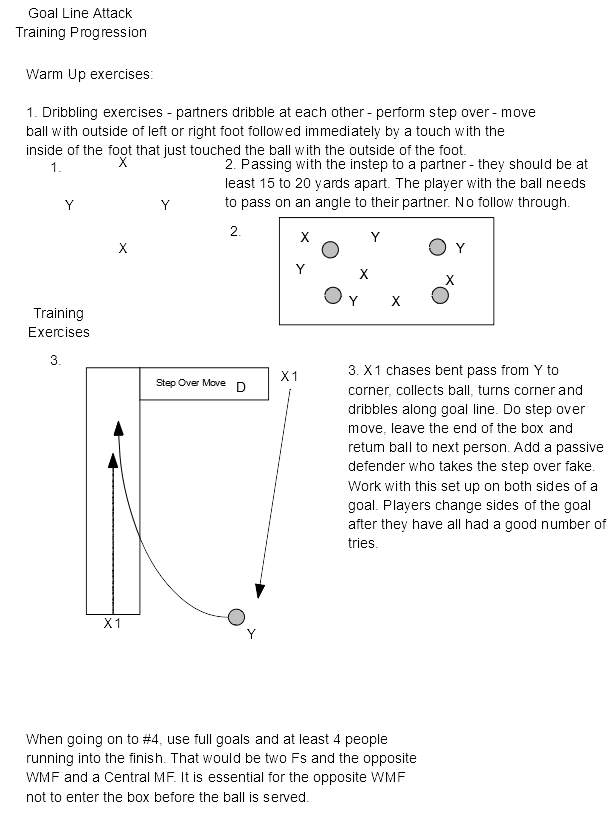 Goal Line Attack
Training Progression
Warm Up exercises:
1. Dribbling exercises - partners dribble at each other - perform step over - move
ball with outside of left or right foot followed immediately by a touch with the
inside of the foot that just touched the ball with the outside of the foot.
1.
X
Y Y
X
2. Passing with the instep to a partner - they should be at
least 15 to 20 yards apart. The player with the ball needs
to pass on an angle to their partner. No follow through.
2.
X Y Y
Y X X
Y X
Training
Exercises
3.
Step Over Move D
X1
X1
Y
3. X1 chases bent pass from Y to
corner, collects ball, turns corner and
dribbles along goal line. Do step over
move, leave the end of the box and
return ball to next person. Add a passive
defender who takes the step over fake.
Work with this set up on both sides of a
goal. Players change sides of the goal
after they have all had a good number of
tries.
When going on to #4, use full goals and at least 4 people
running into the finish. That would be two Fs and the opposite
WMF and a Central MF. It is essential for the opposite WMF
not to enter the box before the ball is served.